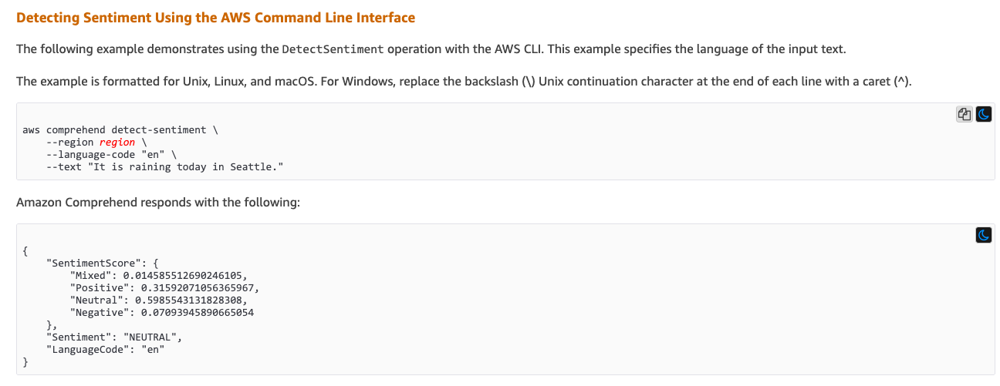 Detecting Sentiment Using the AWS Command Line Interface
The following example demonstrates using the DetectSentiment operation with the AWS CLI. This example specifies the language of the input text.
The example is formatted for Unix, Linux, and macOS. For Windows, replace the backslash (\) Unix continuation character at the end of each line with a caret (^).
aws comprehend detect-sentiment \
    --region region \
    --language-code "en" \
    --text "It is raining today in Seattle."
Amazon Comprehend responds with the following:
{
    "SentimentScore": {
        "Mixed": 0.014585512690246105,
        "Positive": 0.31592071056365967,
        "Neutral": 0.5985543131828308,
        "Negative": 0.07093945890665054
    },
    "Sentiment": "NEUTRAL",
    "LanguageCode": "en"
}